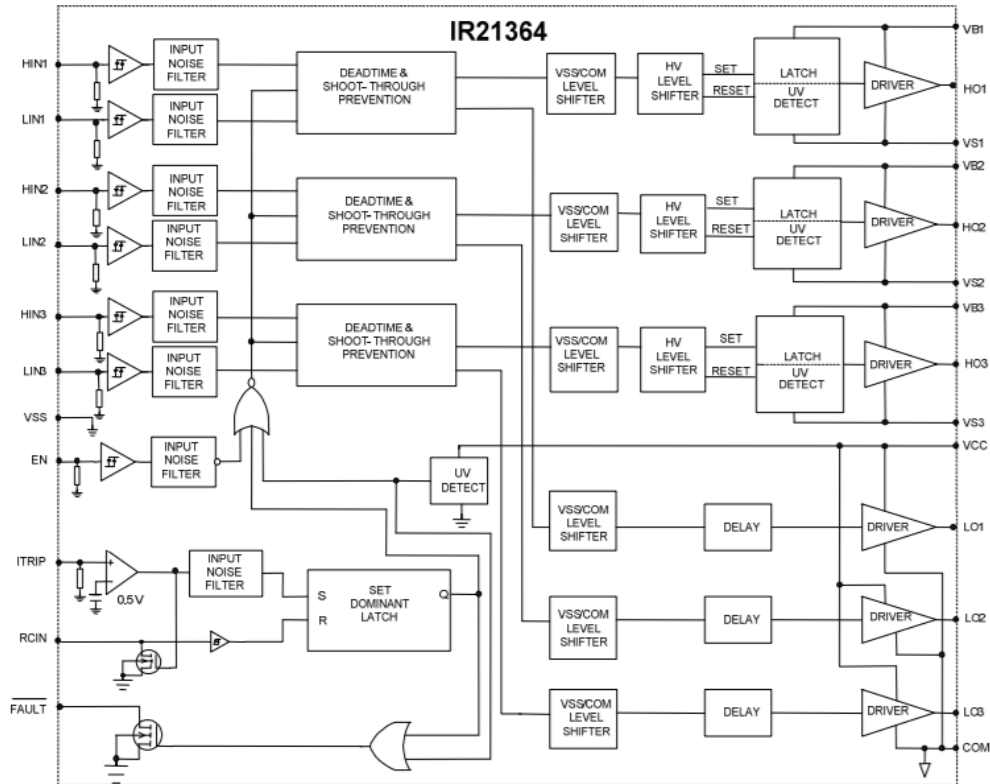 IR21364
HIN1
INPUT
NOISE
FILTER
DEADTIME &
SHOOT-THROUGH
PREVENTION
VSS/COM
LEVEL
SHIFTER
HV
LEVEL
SHIFTER
SET
RESET
LATCH
UV
DETECT
DRIVER
VB1
HO1
VS1
LIN1
INPUT
NOISE
FILTER
HIN2
INPUT
NOISE
FILTER
DEADTIME &
SHOOT-THROUGH
PREVENTION
VSS/COM
LEVEL
SHIFTER
HV
LEVEL
SHIFTER
SET
RESET
LATCH
UV
DETECT
DRIVER
VB2
HO2
VS2
LIN2
INPUT
NOISE
FILTER
HIN3
INPUT
NOISE
FILTER
DEADTIME &
SHOOT-THROUGH
PREVENTION
VSS/COM
LEVEL
SHIFTER
HV
LEVEL
SHIFTER
SET
RESET
LATCH
UV
DETECT
DRIVER
VB3
HO3
VS3
LIN3
INPUT
NOISE
FILTER
VSS
EN
INPUT
NOISE
FILTER
UV
DETECT
VCC
VSS/COM
LEVEL
SHIFTER
DELAY
DRIVER
LO1
ITRIP
+
-
0.5V
INPUT
NOISE
FILTER
S
R
SET
DOMINANT
LATCH
Q
RCIN
VSS/COM
LEVEL
SHIFTER
DELAY
DRIVER
LO2
FAULT
VSS/COM
LEVEL
SHIFTER
DELAY
DRIVER
LO3
COM